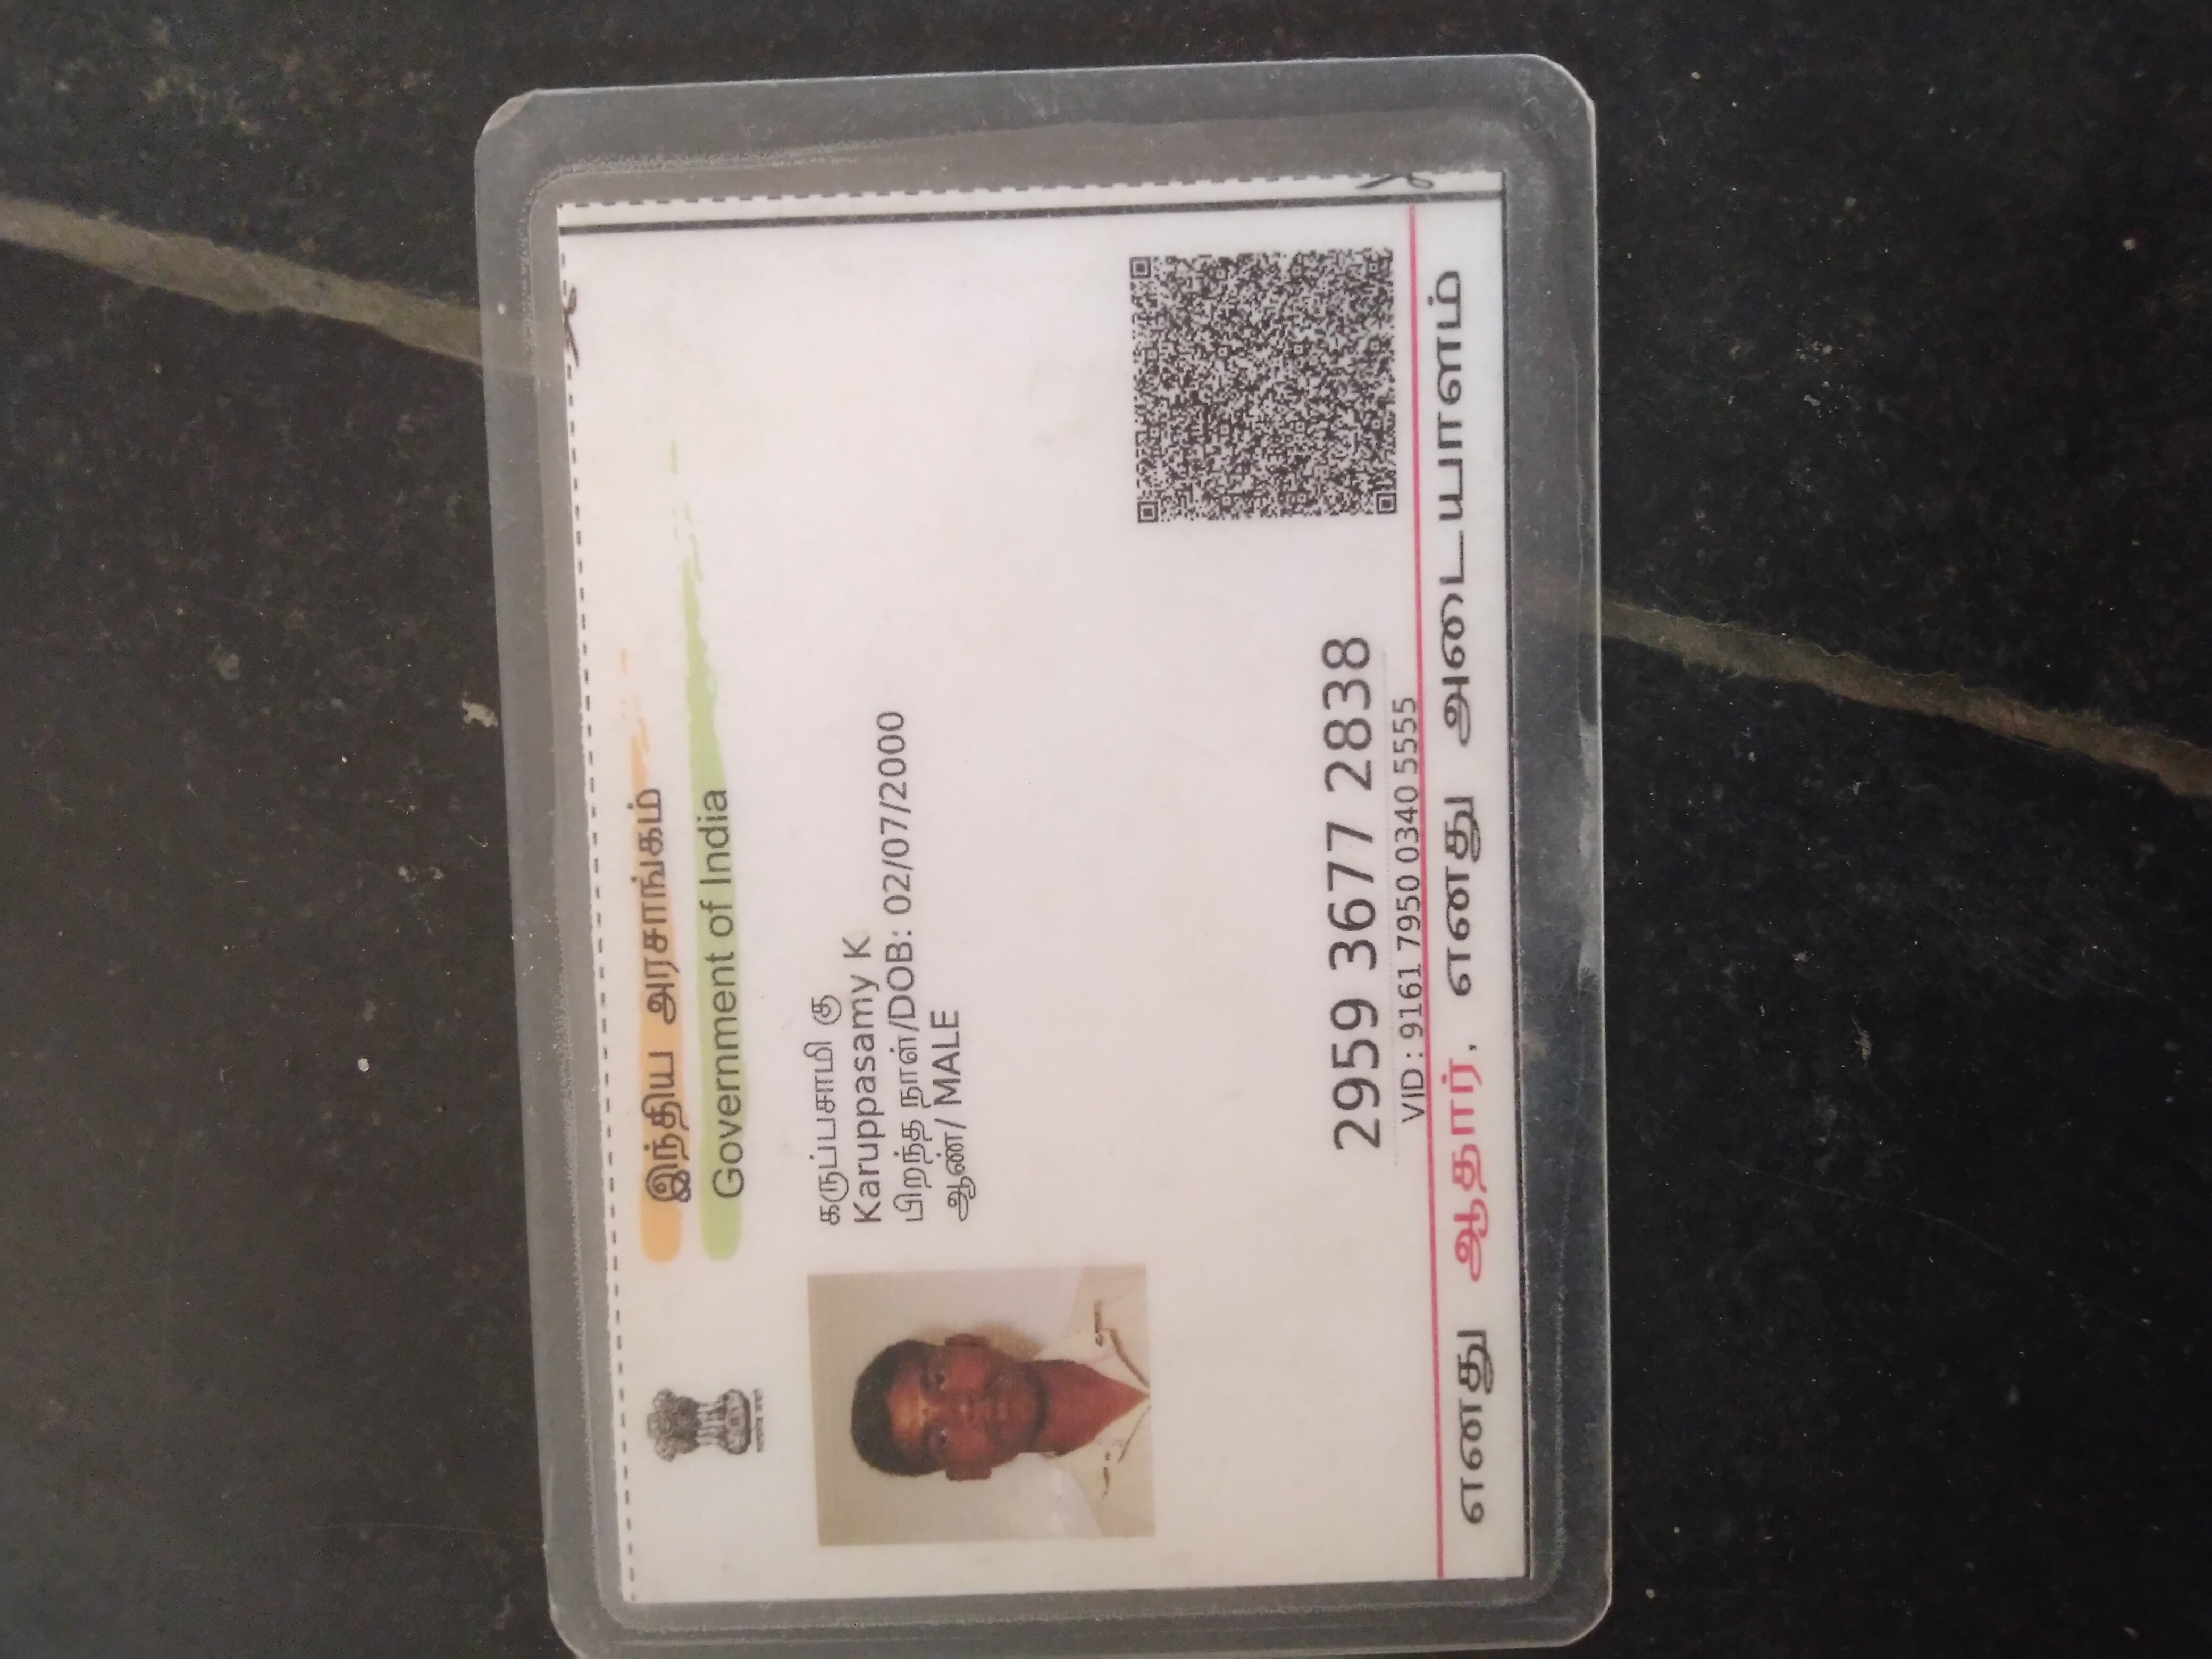 இந்திய அரசாங்கம்
Government of India
கருப்பசாமி கு
Karuppasamy K
பிறந்த நாள்/DOB: 02/07/2000
ஆண்/ MALE
2959 3677 2838
VID : 9161 7950 0340 5555
எனது ஆதார், எனது அடையாளம்